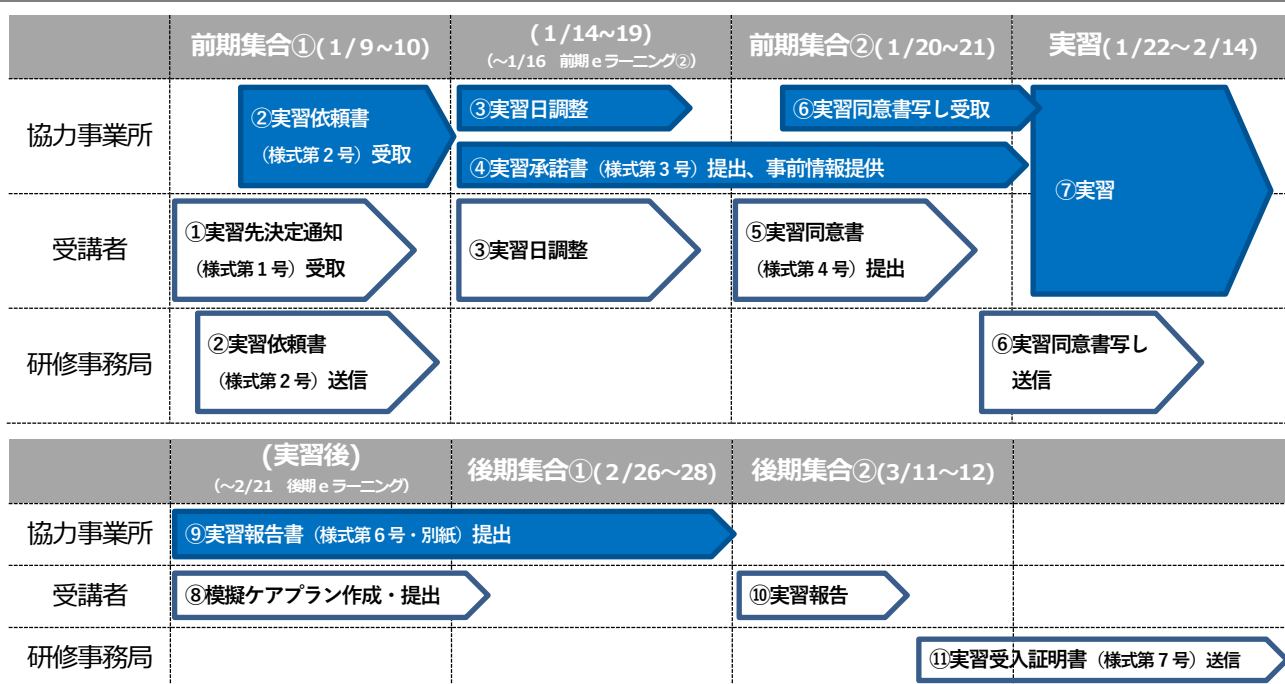 前期集合①(1/9~10)
(1/14~19)
(~1/16 前期eラーニング②)
前期集合②(1/20~21)
実習(1/22~2/14)
協力事業所
②実習依頼書
(様式第2号)受取
③実習日調整
④実習承諾書(様式第3号)提出、事前情報提供
⑥実習同意書写し受取
⑦実習
受講者
①実習先決定通知
(様式第1号)受取
③実習日調整
⑤実習同意書
(様式第4号)提出
研修事務局
②実習依頼書
(様式第2号)送信
⑥実習同意書写し
送信
(実習後)
(~2/21 後期eラーニング)
後期集合①(2/26~28)
後期集合②(3/11~12)
協力事業所
⑨実習報告書(様式第6号・別紙)提出
受講者
⑧模擬ケアプラン作成・提出
⑩実習報告
研修事務局
⑪実習受入証明書(様式第7号)送信